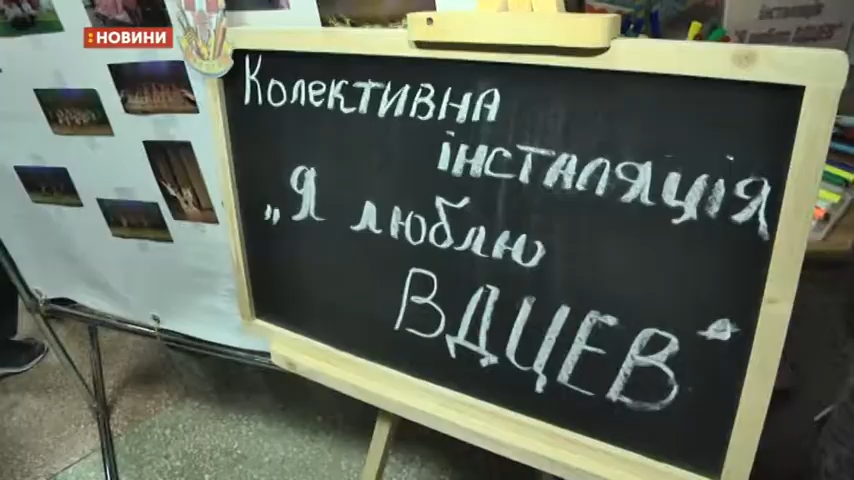 НОВИНИ
Колективна
інсталяція
„Я люблю
ВДЦЕВ“